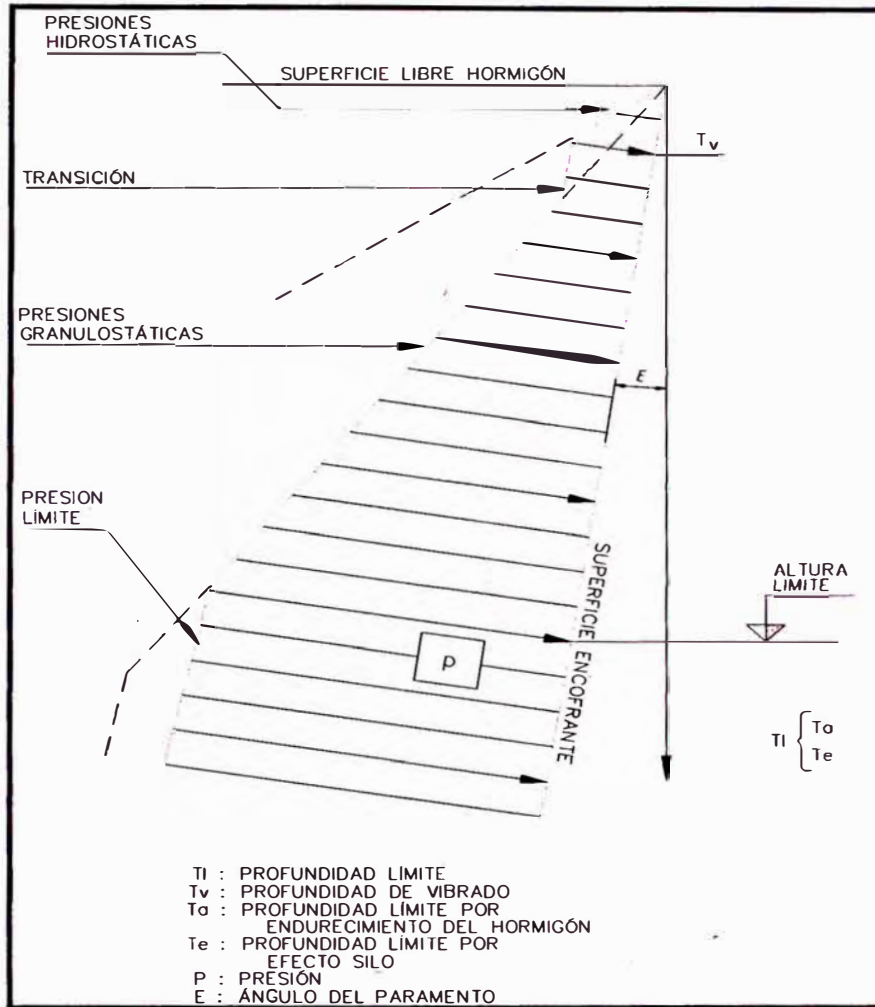 PRESIONES
HIDROSTÁTICAS
SUPERFICIE LIBRE HORMIGÓN
Tv
TRANSICIÓN
PRESIONES
GRANULOSTÁTICAS
E
PRESION
LÍMITE
SUPERFICIE ENCOFRANTE
ALTURA
LIMITE
p
Tl { Ta
Te
Tl : PROFUNDIDAD LÍMITE
Tv : PROFUNDIDAD DE VIBRADO
Ta : PROFUNDIDAD LÍMITE POR
ENDURECIMIENTO DEL HORMIGÓN
Te : PROFUNDIDAD LÍMITE POR
EFECTO SILO
P : PRESIÓN
E : ÁNGULO DEL PARAMENTO